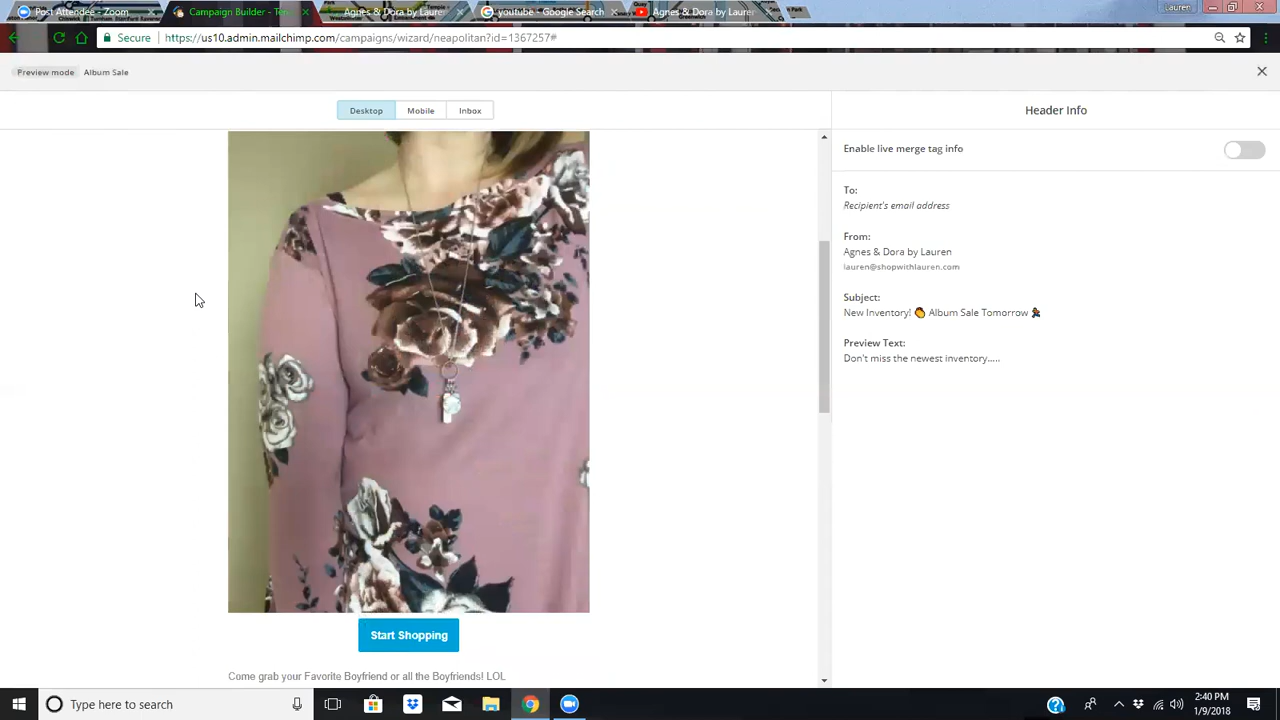 Post Attendee - Zoom
Campaign Builder - Ten
Agnes & Dora by Laure
youtube - Google Search
Agnes & Dora by Laure
Lauren
Secure
https://us10.admin.mailchimp.com/campaigns/wizard/neapolitan?id=1367257#
Preview mode
Album Sale
Desktop
Mobile
Inbox
Header Info
Enable live merge tag info
To:
Recipient's email address
From:
Agnes & Dora by Lauren
lauren@shopwithlauren.com
Subject:
New Inventory! 👏 Album Sale Tomorrow
Preview Text:
Don't miss the newest inventory.....
Start Shopping
Come grab your Favorite Boyfriend or all the Boyfriends! LOL
Type here to search
2:40 PM
1/9/2018